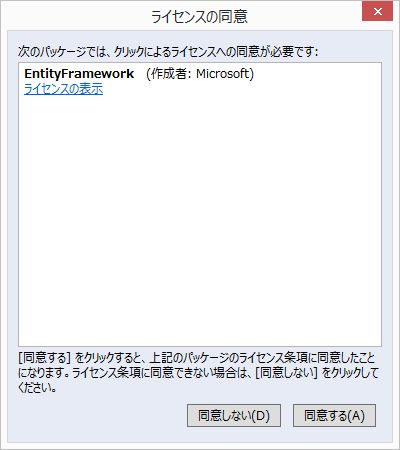 ライセンスの同意
次のパッケージでは、クリックによるライセンスへの同意が必要です:
EntityFramework (作成者: Microsoft)
ライセンスの表示
[同意する] をクリックすると、上記のパッケージのライセンス条項に同意したこと
になります。ライセンス条項に同意できない場合は、[同意しない] をクリックして
ください。
同意しない(D) 同意する(A)